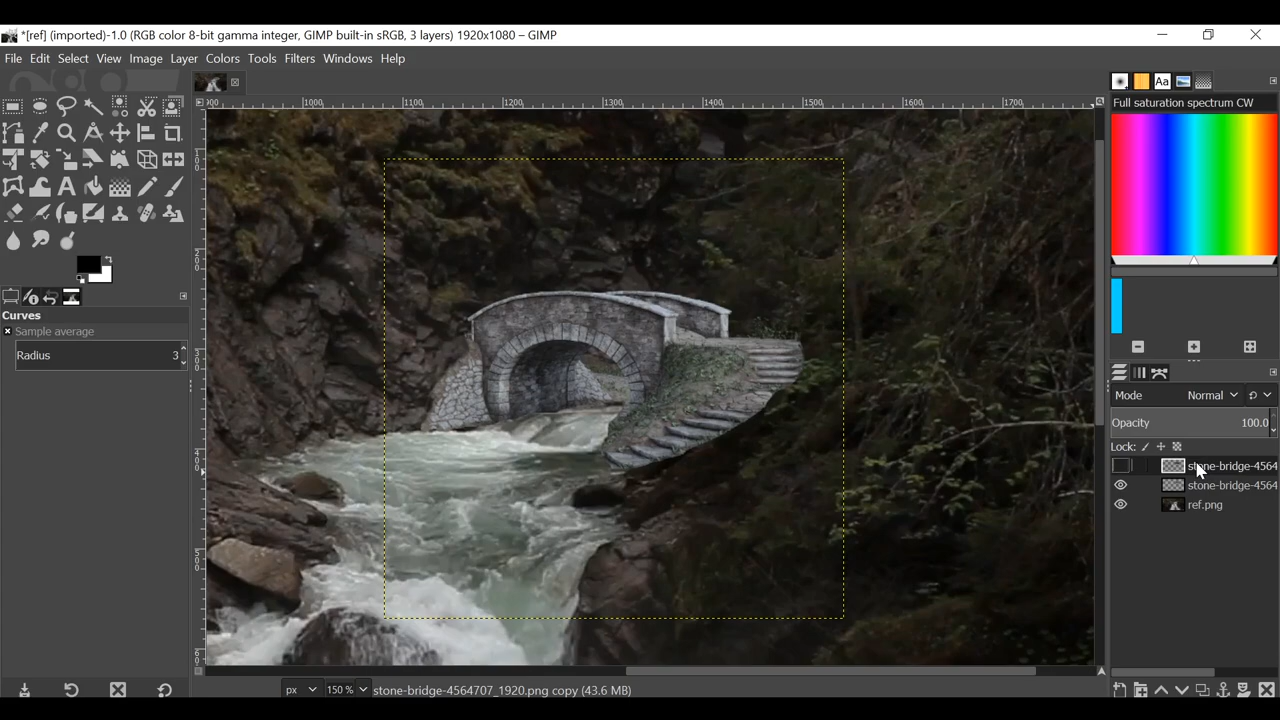 *[ref] (imported)-1.0 (RGB color 8-bit gamma integer, GIMP built-in sRGB, 3 layers) 1920x1080 – GIMP
File Edit Select View Image Layer Colors Tools Filters Windows Help
Aa
1000 1100 1200 1300 1400 1500 1600 1700
Full saturation spectrum CW
Curves
Sample average
Radius 3
Mode Normal
Opacity 100.0
Lock:
stone-bridge-4564
stone-bridge-4564
ref.png
px 150 % stone-bridge-4564707_1920.png copy (43.6 MB)